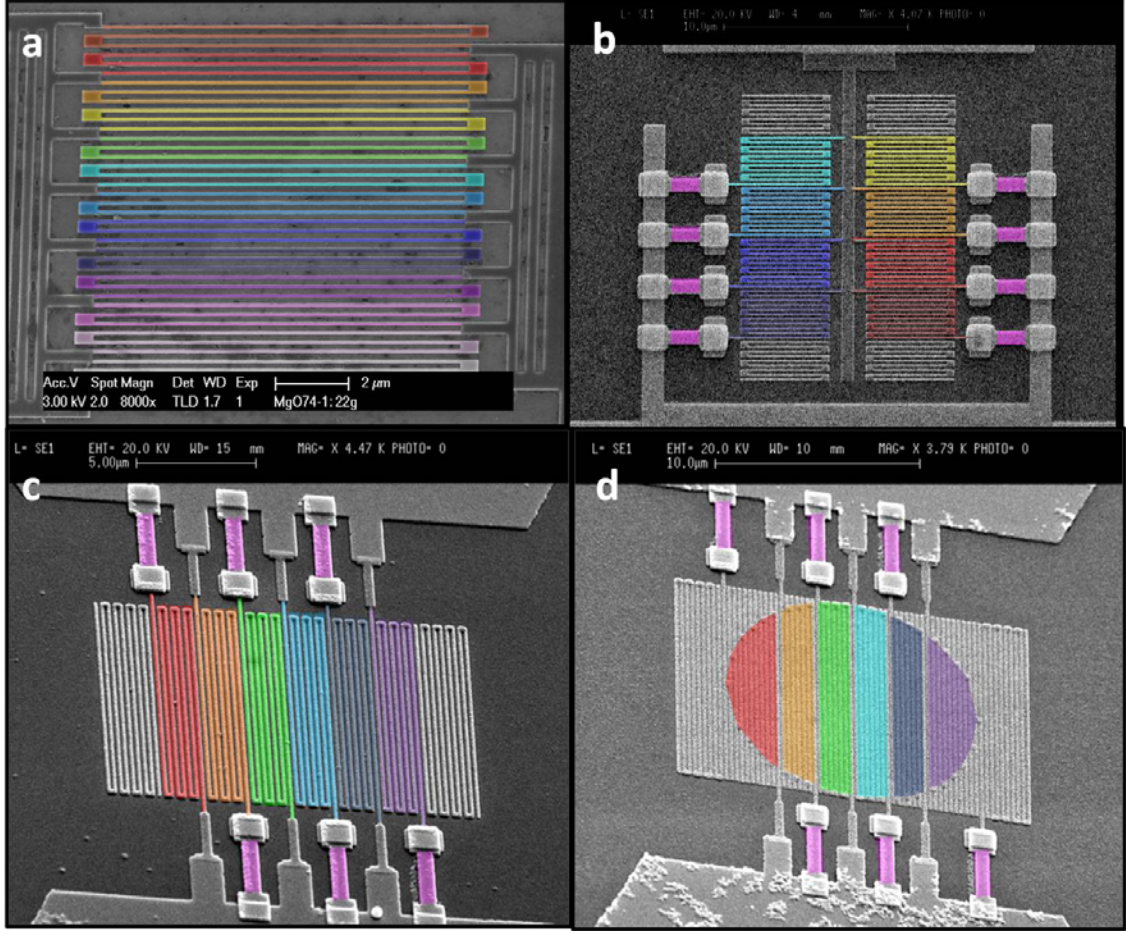 a
Acc.V Spot Magn Det WD Exp 2 μm
3.00 kV 2.0 8000x TLD 1.7 1 MgO74-1: 22g
b
L= SE1 EHT= 20.0 KV WD= 4 mm MAG= X 4.07 K PHOTO= 0
10.0μm
c
L= SE1 EHT= 20.0 KV WD= 15 mm MAG= X 4.47 K PHOTO= 0
5.00μm
d
L= SE1 EHT= 20.0 KV WD= 10 mm MAG= X 3.79 K PHOTO= 0
10.0μm